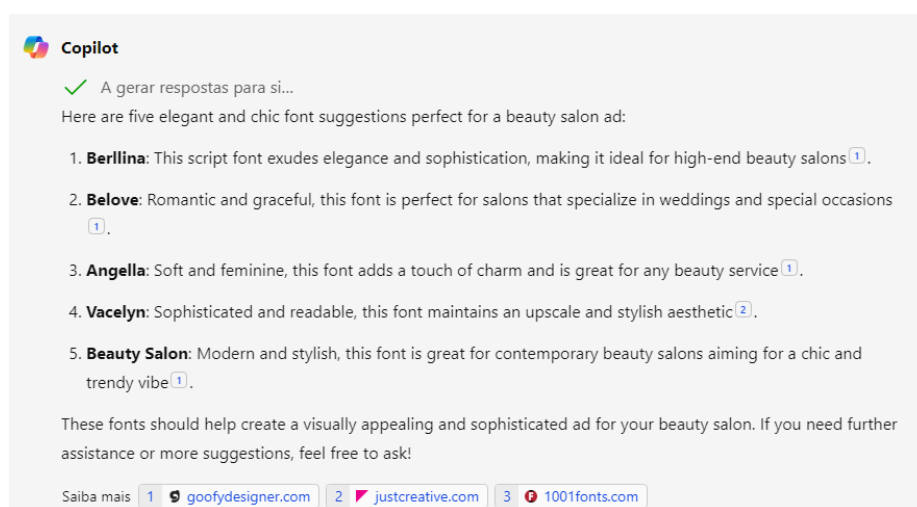 Copilot
A gerar respostas para si...
Here are five elegant and chic font suggestions perfect for a beauty salon ad:
1. Berllina: This script font exudes elegance and sophistication, making it ideal for high-end beauty salons 1.
2. Belove: Romantic and graceful, this font is perfect for salons that specialize in weddings and special occasions
1.
3. Angella: Soft and feminine, this font adds a touch of charm and is great for any beauty service 1.
4. Vacelyn: Sophisticated and readable, this font maintains an upscale and stylish aesthetic 2.
5. Beauty Salon: Modern and stylish, this font is great for contemporary beauty salons aiming for a chic and
trendy vibe 1.
These fonts should help create a visually appealing and sophisticated ad for your beauty salon. If you need further
assistance or more suggestions, feel free to ask!
Saiba mais 1 goofydesigner.com 2 justcreative.com 3 1001fonts.com